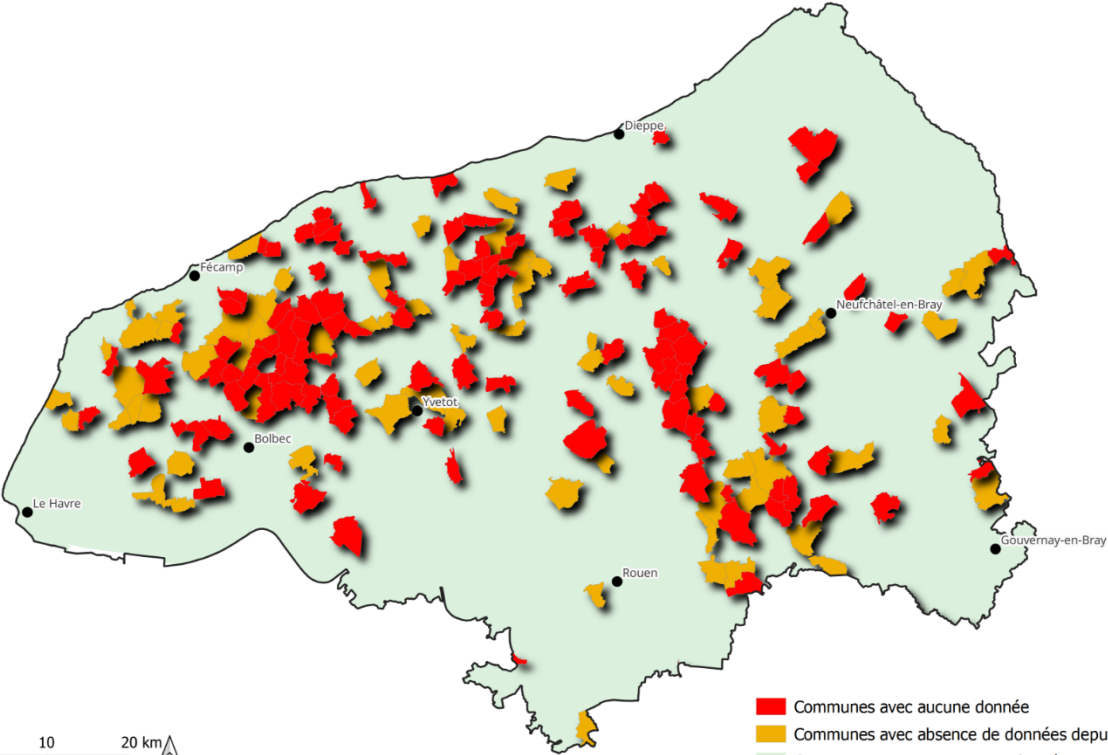 Dieppe
Fécamp
Neufchâtel-en-Bray
Yvetot
Bolbec
Le Havre
Gouvernay-en-Bray
Rouen
Communes avec aucune donnée
Communes avec absence de données depu
10 20 km